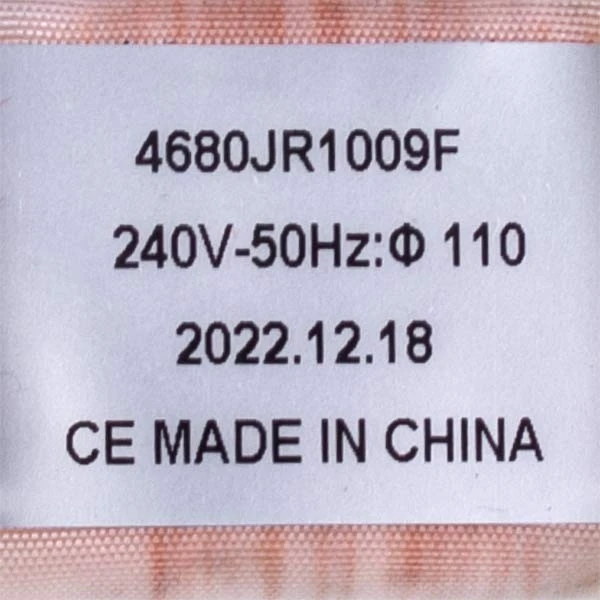 4680JR1009F
240V-50Hz:Φ 110
2022.12.18
CE MADE IN CHINA